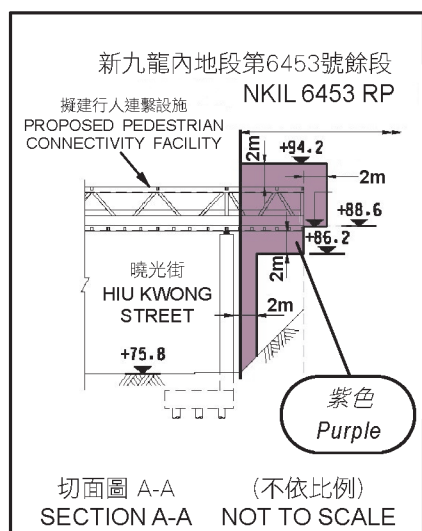 新九龍內地段第6453號餘段
NKIL 6453 RP
擬建行人連繫設施
PROPOSED PEDESTRIAN
CONNECTIVITY FACILITY
2m
+94.2
2m
+88.6
+86.2
2m
曉光街
HIU KWONG
STREET
2m
+75.8
紫色
Purple
切面圖 A-A (不依比例)
SECTION A-A NOT TO SCALE